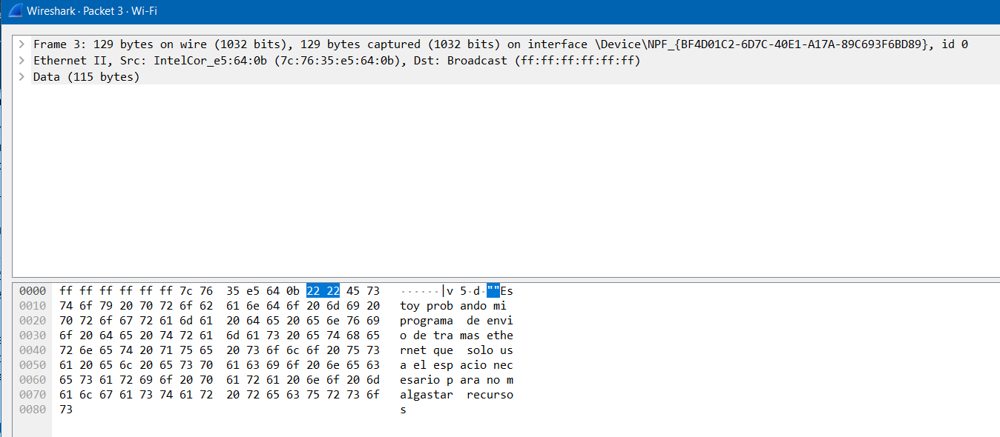 Wireshark · Packet 3 · Wi-Fi
Frame 3: 129 bytes on wire (1032 bits), 129 bytes captured (1032 bits) on interface \Device\NPF_{BF4D01C2-6D7C-40E1-A17A-89C693F6BD89}, id 0
Ethernet II, Src: IntelCor_e5:64:0b (7c:76:35:e5:64:0b), Dst: Broadcast (ff:ff:ff:ff:ff:ff)
Data (115 bytes)
0000 ff ff ff ff ff ff 7c 76 35 e5 64 0b 22 22 45 73 ······|v 5·d·""Es
0010 74 6f 79 20 70 72 6f 62 61 6e 64 6f 20 6d 69 20 toy prob ando mi
0020 70 72 6f 67 72 61 6d 61 20 64 65 20 65 6e 76 69 programa de envi
0030 6f 20 64 65 20 74 72 61 6d 61 73 20 65 74 68 65 o de tra mas ethe
0040 72 6e 65 74 20 71 75 65 20 73 6f 6c 6f 20 75 73 rnet que solo us
0050 61 20 65 6c 20 65 73 70 61 63 69 6f 20 6e 65 63 a el esp acio nec
0060 65 73 61 72 69 6f 20 70 61 72 61 20 6e 6f 20 6d esario p ara no m
0070 61 6c 67 61 73 74 61 72 20 72 65 63 75 72 73 6f algastar recurso
0080 73 s